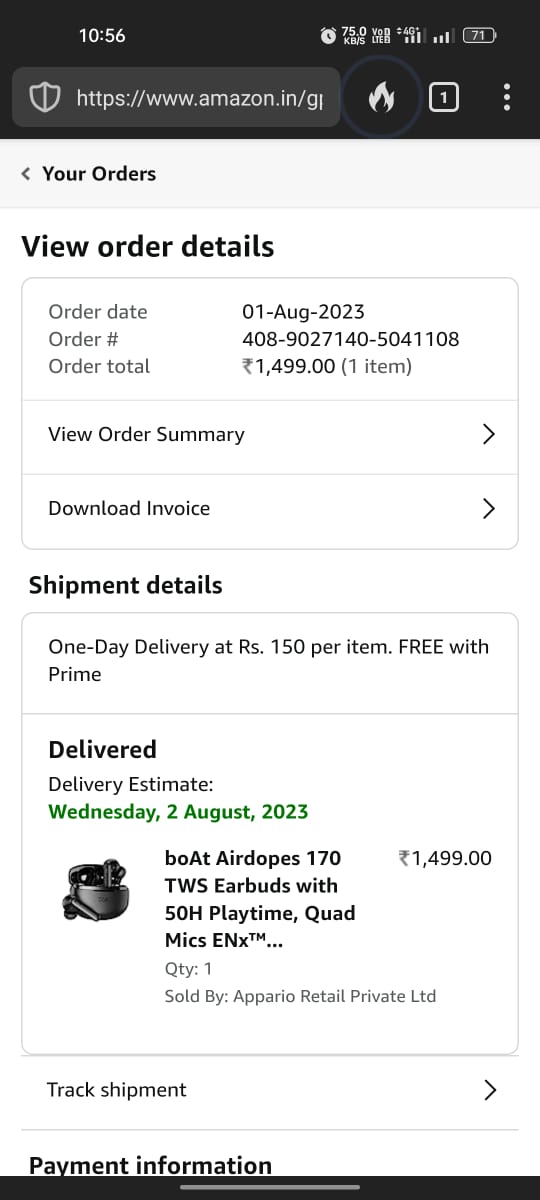 10:56
75.0 KB/S VoD LTE 4G+ 71
https://www.amazon.in/gp
1
Your Orders
View order details
Order date 01-Aug-2023
Order # 408-9027140-5041108
Order total ₹1,499.00 (1 item)
View Order Summary
Download Invoice
Shipment details
One-Day Delivery at Rs. 150 per item. FREE with
Prime
Delivered
Delivery Estimate:
Wednesday, 2 August, 2023
boAt Airdopes 170 ₹1,499.00
TWS Earbuds with
50H Playtime, Quad
Mics ENx™...
Qty: 1
Sold By: Appario Retail Private Ltd
Track shipment
Payment information